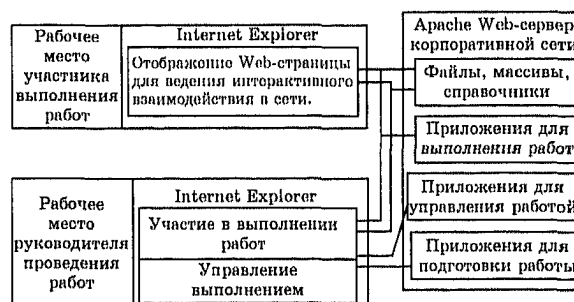 Рабочее
место
участника
выполнения
работ
Internet Explorer
Отображение Web-страницы
для ведения интерактивного
взаимодействия в сети.
Apache Web-сервер
корпоративной сети
Файлы, массивы,
справочники
Приложения для
выполнения работ
Приложения для
управления работой
Приложения для
подготовки работы
Рабочее
место
руководителя
проведения
работ
Internet Explorer
Участие в выполнении
работ
Управление
выполнением